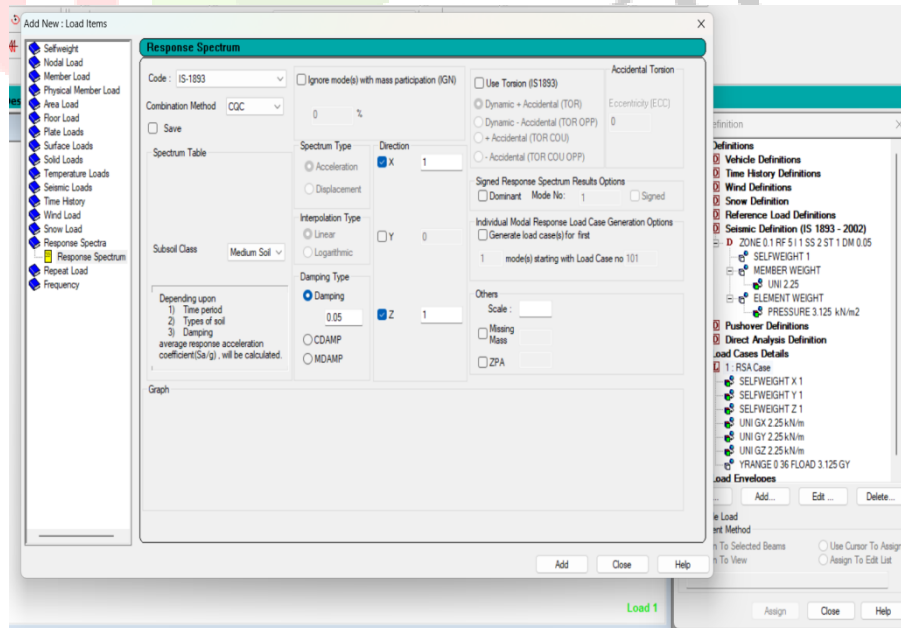 Add New : Load Items
Selfweight
Nodal Load
Member Load
Physical Member Load
Area Load
Floor Load
Plate Loads
Surface Loads
Solid Loads
Temperature Loads
Seismic Loads
Time History
Wind Load
Snow Load
Response Spectra
Response Spectrum
Repeat Load
Frequency
Response Spectrum
Code : IS-1893
Combination Method CQC
Save
Ignore mode(s) with mass participation (IGN)
0 %
Spectrum Table
Subsoil Class Medium Soil
Depending upon
1) Time period
2) Types of soil
3) Damping
average response acceleration
coefficient(Sa/g) , will be calculated.
Spectrum Type
Acceleration
Displacement
Interpolation Type
Linear
Logarithmic
Damping Type
Damping
0.05
CDAMP
MDAMP
Direction
X 1
Y 0
Z 1
Use Torsion (IS1893)
Dynamic + Accidental (TOR)
Dynamic - Accidental (TOR OPP)
+ Accidental (TOR COU)
- Accidental (TOR COU OPP)
Accidental Torsion
Eccentricity (ECC)
0
Signed Response Spectrum Results Options
Dominant Mode No: 1 Signed
Individual Modal Response Load Case Generation Options
Generate load case(s) for first
1 mode(s) starting with Load Case no 101
Others
Scale :
Missing
Mass
ZPA
Graph
Add
Close
Help
Definitions
Vehicle Definitions
Time History Definitions
Wind Definitions
Snow Definition
Reference Load Definitions
Seismic Definition (IS 1893 - 2002)
ZONE 0.1 RF 5 I 1 SS 2 ST 1 DM 0.05
SELFWEIGHT 1
MEMBER WEIGHT
UNI 2.25
ELEMENT WEIGHT
PRESSURE 3.125 kN/m2
Pushover Definitions
Direct Analysis Definition
Load Cases Details
1 : RSA Case
SELFWEIGHT X 1
SELFWEIGHT Y 1
SELFWEIGHT Z 1
UNI GX 2.25 kN/m
UNI GY 2.25 kN/m
UNI GZ 2.25 kN/m
YRANGE 0 36 FLOAD 3.125 GY
Load Envelopes
Add...
Edit ...
Delete...
Load
Method
To Selected Beams
Use Cursor To Assign
To View
Assign To Edit List
Assign
Close
Help
Load 1